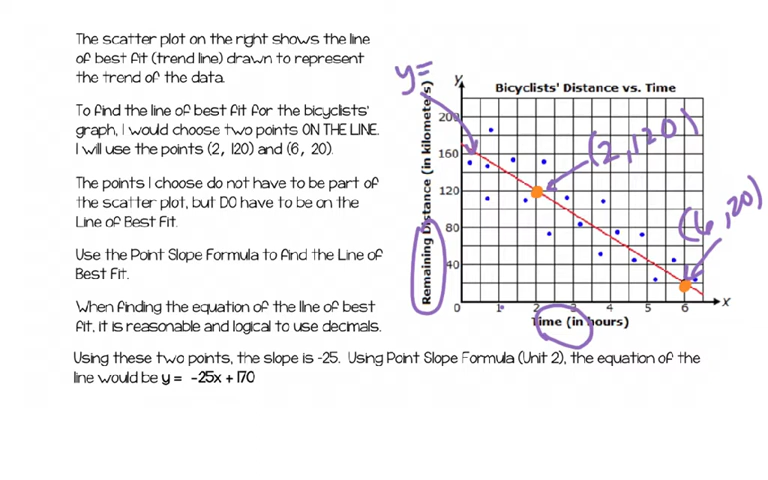 The scatter plot on the right shows the line
of best fit (trend line) drawn to represent
the trend of the data.
To find the line of best fit for the bicyclists'
graph, I would choose two points ON THE LINE.
I will use the points (2, 120) and (6, 20).
The points I choose do not have to be part of
the scatter plot, but DO have to be on the
Line of Best Fit.
Use the Point Slope Formula to find the Line of
Best Fit.
When finding the equation of the line of best
fit, it is reasonable and logical to use decimals.
Using these two points, the slope is -25. Using Point Slope Formula (Unit 2), the equation of the
line would be y = -25x + 170
y=
Y
Bicyclists' Distance vs. Time
Remaining Distance (in kilometers)
200
160
120
80
40
0 1 2 3 4 5 6 X
Time (in hours)
(2, 120)
(6, 20)